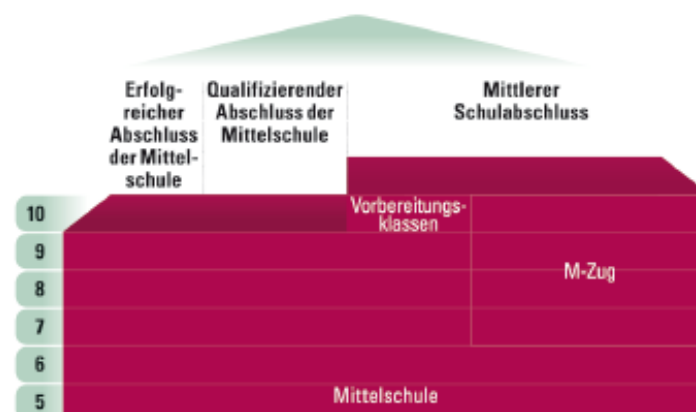 Erfolg-
reicher
Abschluss
der Mittel-
schule
Qualifizierender
Abschluss der
Mittelschule
Mittlerer
Schulabschluss
10
Vorbereitungs-
klassen
9
M-Zug
8
7
6
5
Mittelschule